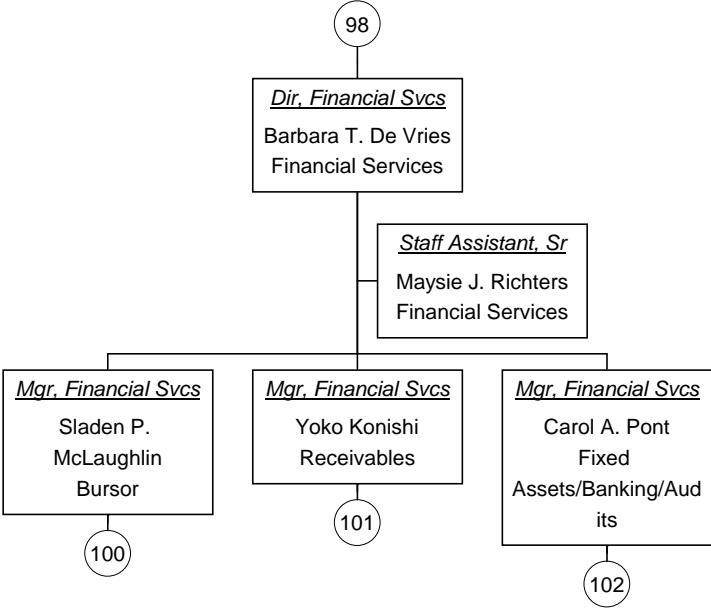 98
Dir, Financial Svcs
Barbara T. De Vries
Financial Services
Staff Assistant, Sr
Maysie J. Richters
Financial Services
Mgr, Financial Svcs
Sladen P.
McLaughlin
Bursor
100
Mgr, Financial Svcs
Yoko Konishi
Receivables
101
Mgr, Financial Svcs
Carol A. Pont
Fixed
Assets/Banking/Aud
its
102